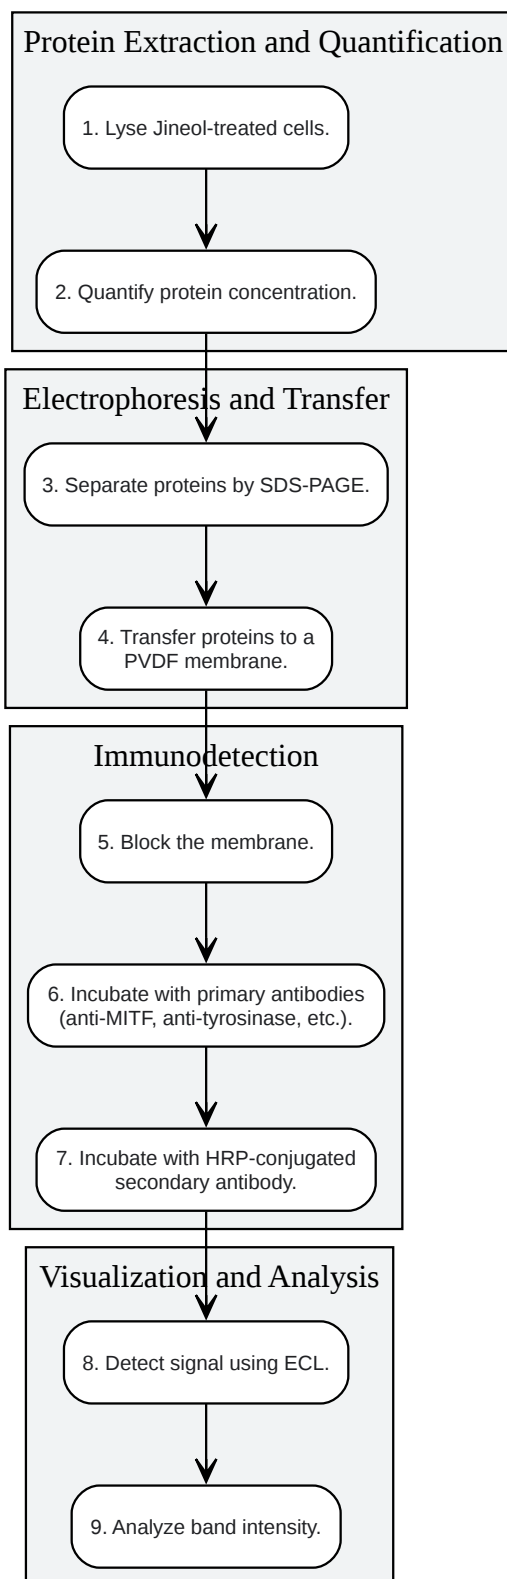 Protein Extraction and Quantification
1. Lyse Jineol-treated cells.
2. Quantify protein concentration.
Electrophoresis and Transfer
3. Separate proteins by SDS-PAGE.
4. Transfer proteins to a
PVDF membrane.
Immunodetection
5. Block the membrane.
6. Incubate with primary antibodies
(anti-MITF, anti-tyrosinase, etc.).
7. Incubate with HRP-conjugated
secondary antibody.
Visualization and Analysis
8. Detect signal using ECL.
9. Analyze band intensity.